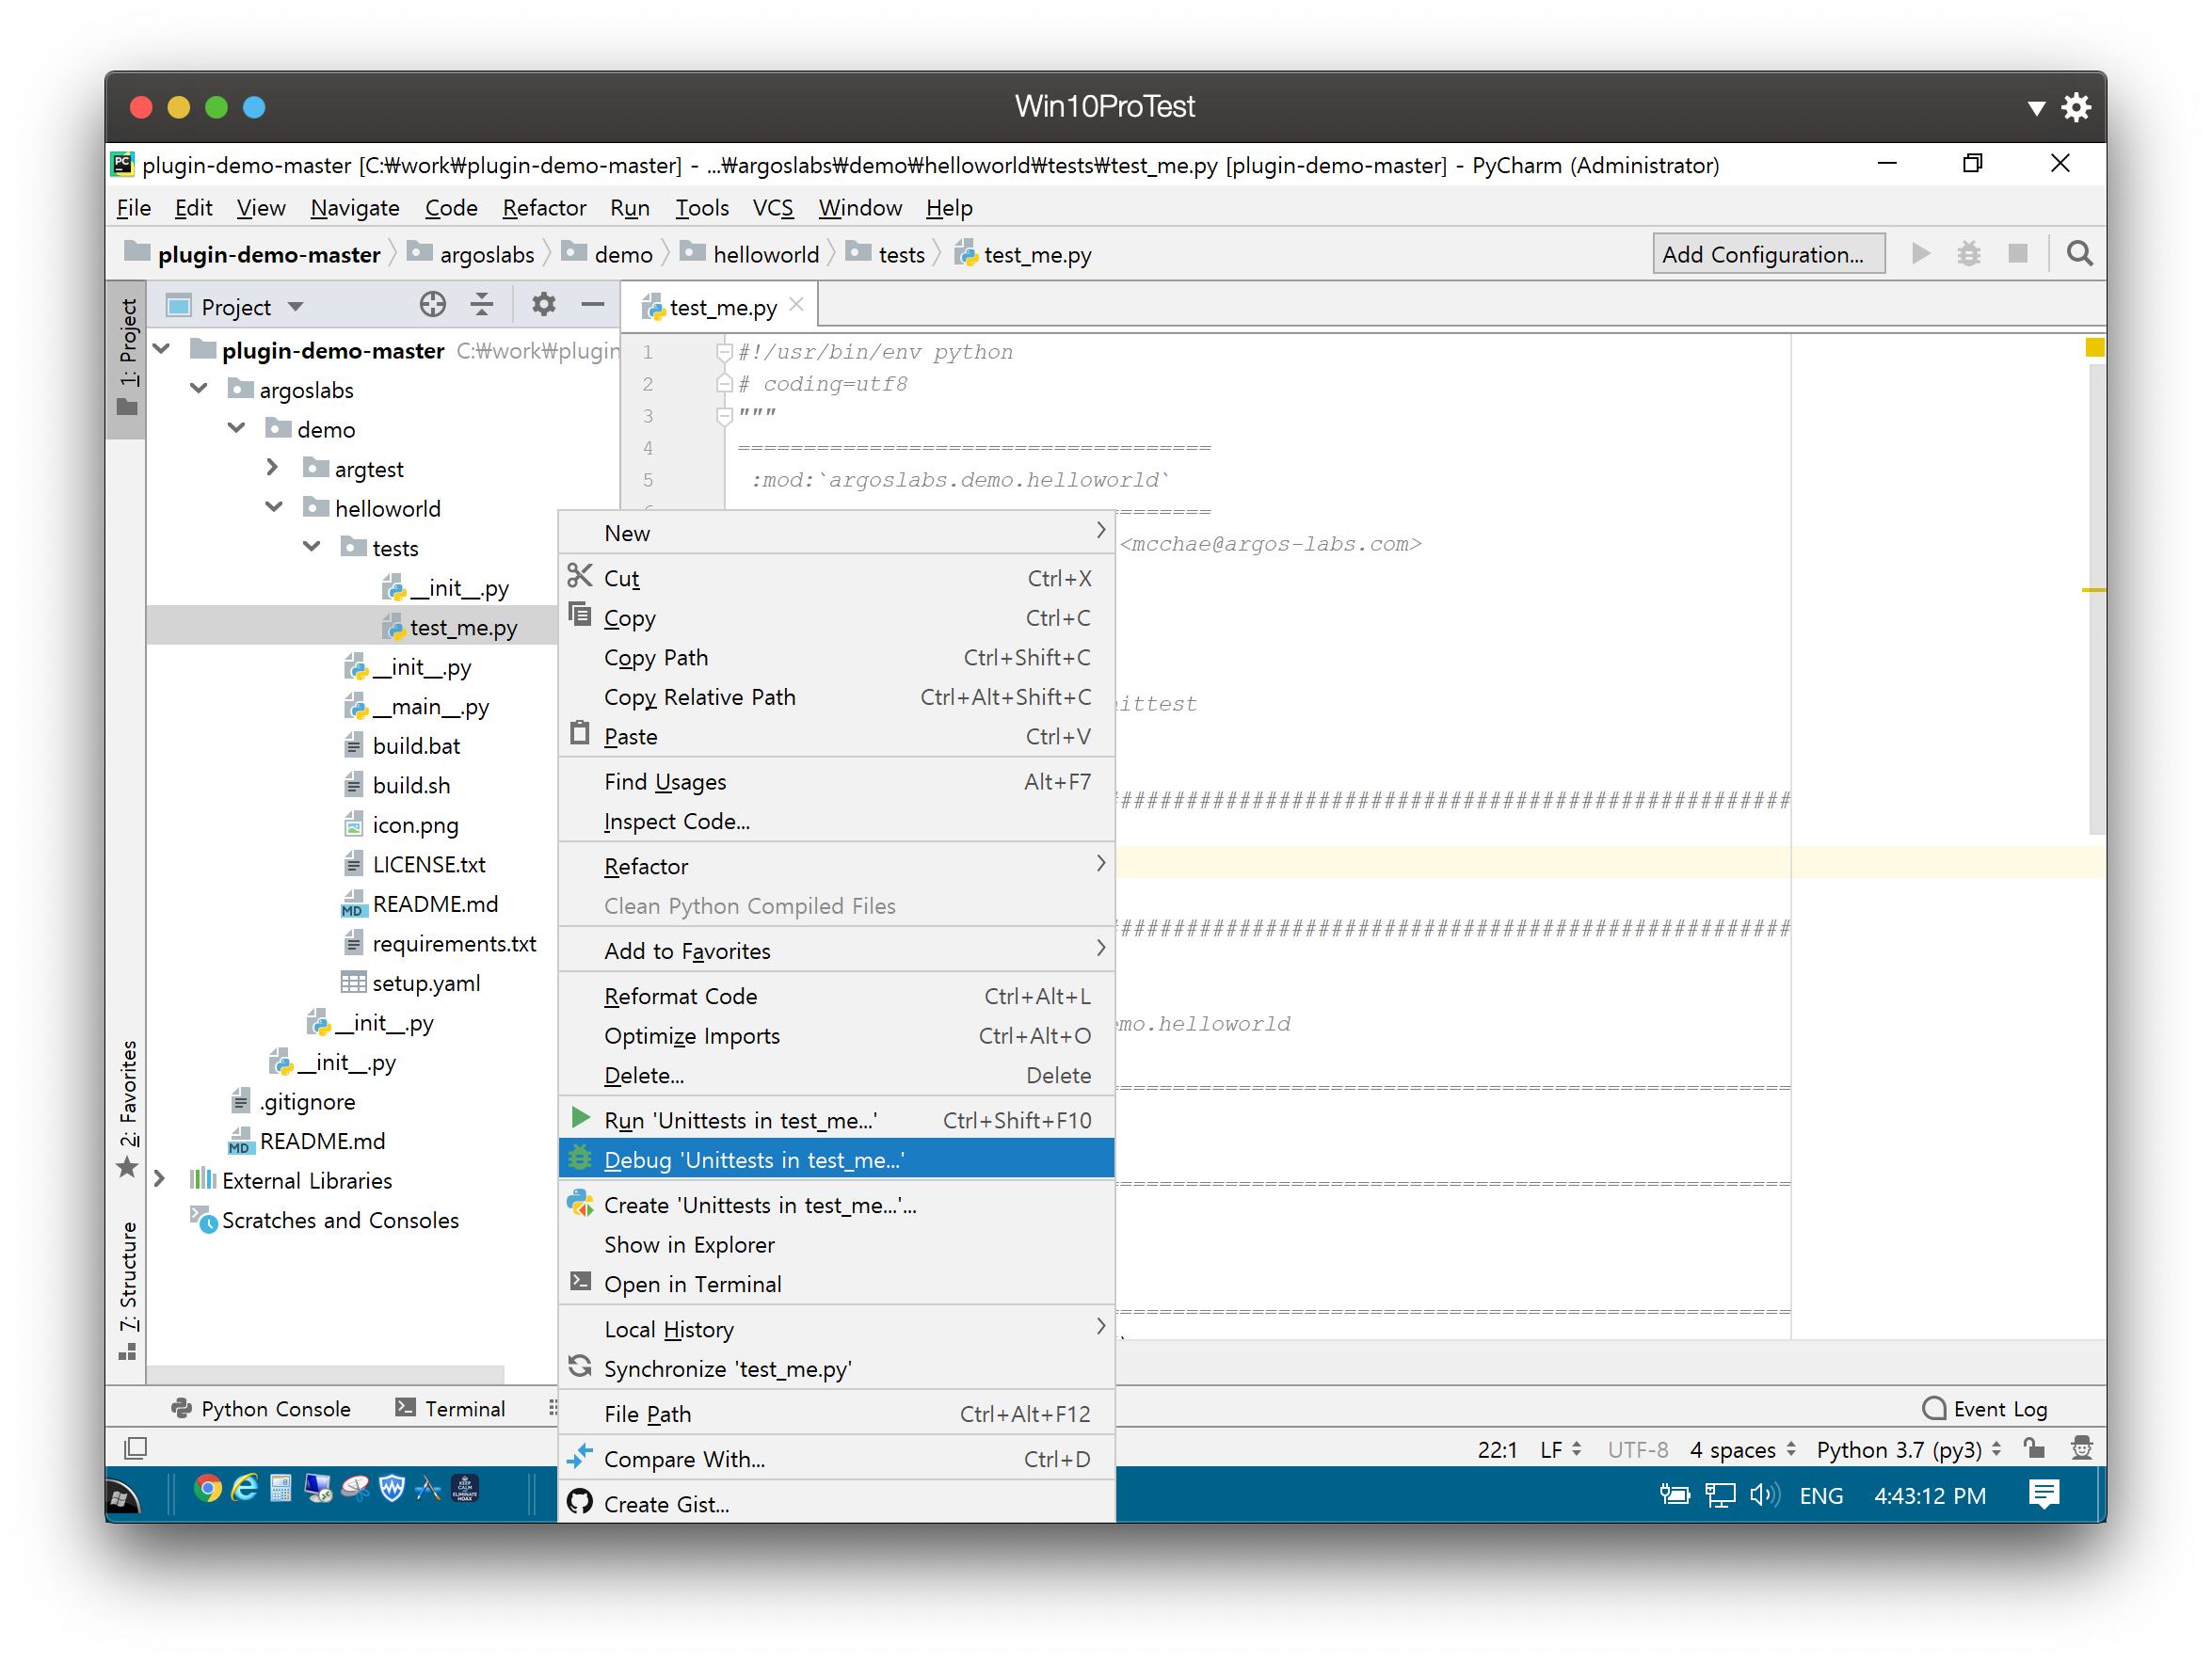 Win10ProTest
plugin-demo-master [C:₩work₩plugin-demo-master] - ...₩argoslabs₩demo₩helloworld₩tests₩test_me.py [plugin-demo-master] - PyCharm (Administrator)
File Edit View Navigate Code Refactor Run Tools VCS Window Help
plugin-demo-master argoslabs demo helloworld tests test_me.py Add Configuration...
1: Project
2: Favorites
7: Structure
Project
plugin-demo-master C:₩work₩plugin
argoslabs
demo
argtest
helloworld
tests
__init__.py
test_me.py
__init__.py
__main__.py
build.bat
build.sh
icon.png
LICENSE.txt
README.md
requirements.txt
setup.yaml
__init__.py
__init__.py
.gitignore
README.md
External Libraries
Scratches and Consoles
test_me.py
1 #!/usr/bin/env python
2 # coding=utf8
3 """
4 ====================================
5 :mod:`argoslabs.demo.helloworld`
<mcchae@argos-labs.com>
ittest
####################################################
####################################################
mo.helloworld
New
Cut Ctrl+X
Copy Ctrl+C
Copy Path Ctrl+Shift+C
Copy Relative Path Ctrl+Alt+Shift+C
Paste Ctrl+V
Find Usages Alt+F7
Inspect Code...
Refactor
Clean Python Compiled Files
Add to Favorites
Reformat Code Ctrl+Alt+L
Optimize Imports Ctrl+Alt+O
Delete... Delete
Run 'Unittests in test_me...' Ctrl+Shift+F10
Debug 'Unittests in test_me...'
Create 'Unittests in test_me...'...
Show in Explorer
Open in Terminal
Local History
Synchronize 'test_me.py'
File Path Ctrl+Alt+F12
Compare With... Ctrl+D
Create Gist...
Python Console Terminal Event Log
22:1 LF UTF-8 4 spaces Python 3.7 (py3)
ENG 4:43:12 PM